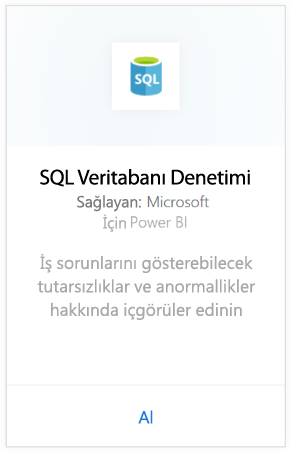 SQL
SQL Veritabanı Denetimi
Sağlayan: Microsoft
İçin Power BI
İş sorunlarını gösterebilecek
tutarsızlıklar ve anormallikler
hakkında içgörüler edinin
Al